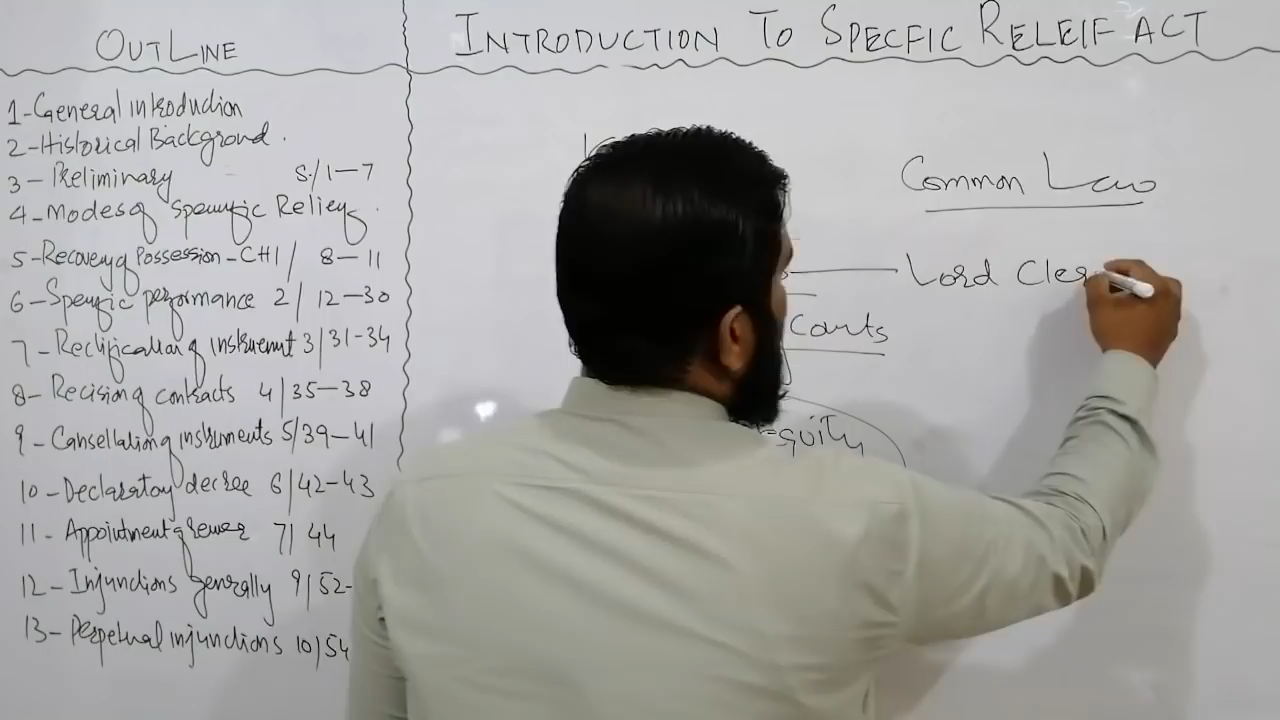 OUTLINE
1-General introduction
2-Historical Background.
3- Preliminary S./1-7
4-Modes of Specific Relief.
5-Recovery of Possession-CH1/ 8-11
6-Specific performance 2/ 12-30
7-Rectification of instrument 3/31-34
8-Recising contracts 4/35-38
9-Cansellating instruments 5/39-41
10-Declaratory decree 6/42-43
11-Appointment of 7/44
12-Injunctions generally 9/52-
13-Perpetual injunctions 10/54
INTRODUCTION TO SPECFIC RELEIF ACT
Common Law
Lord Cler
Courts
equity